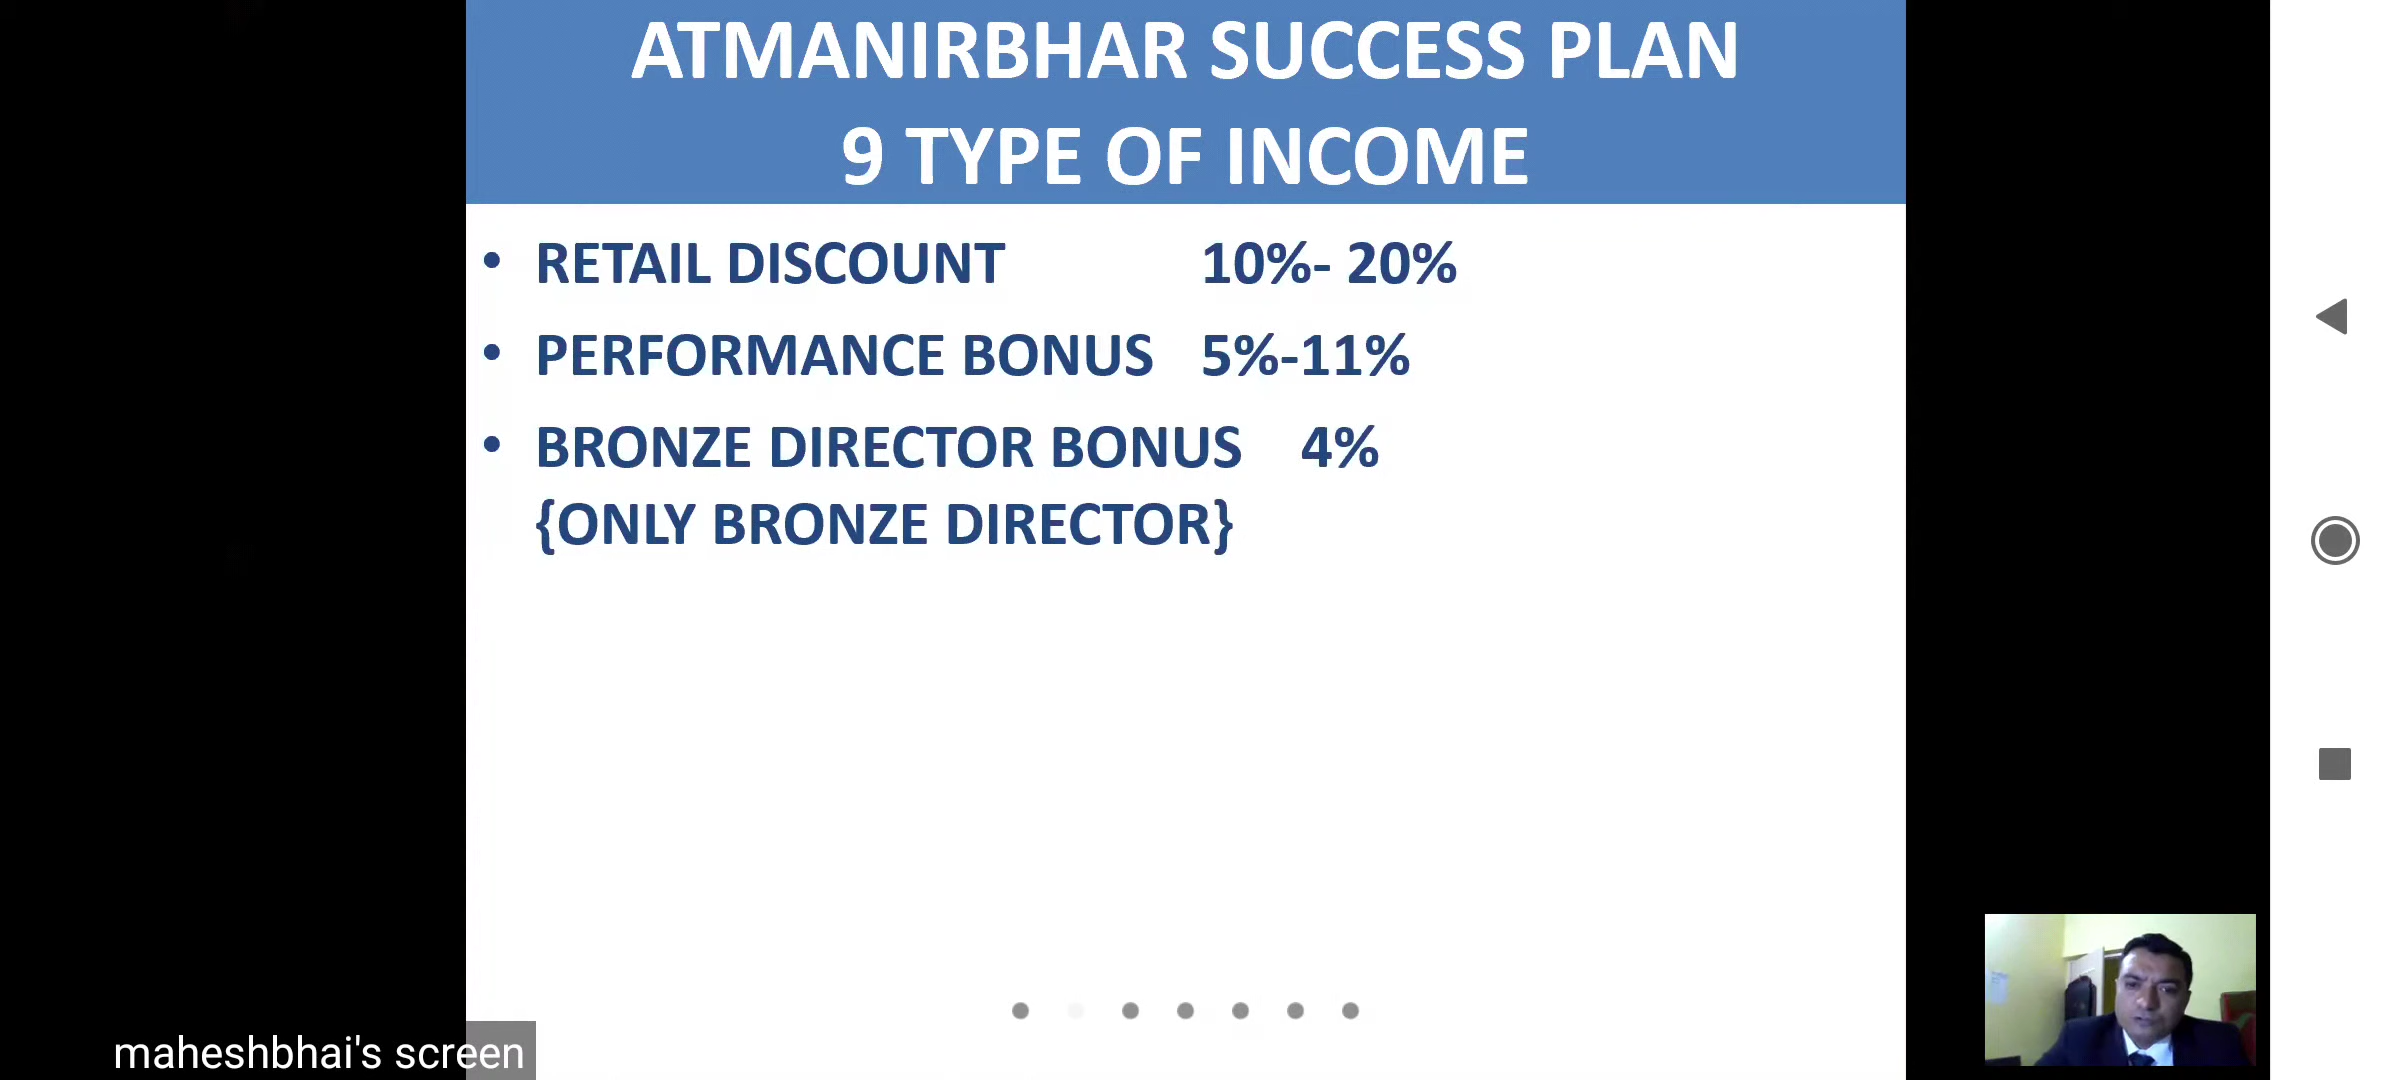 ATMANIRBHAR SUCCESS PLAN
9 TYPE OF INCOME
• RETAIL DISCOUNT 10%- 20%
• PERFORMANCE BONUS 5%-11%
• BRONZE DIRECTOR BONUS 4%
{ONLY BRONZE DIRECTOR}
maheshbhai's screen